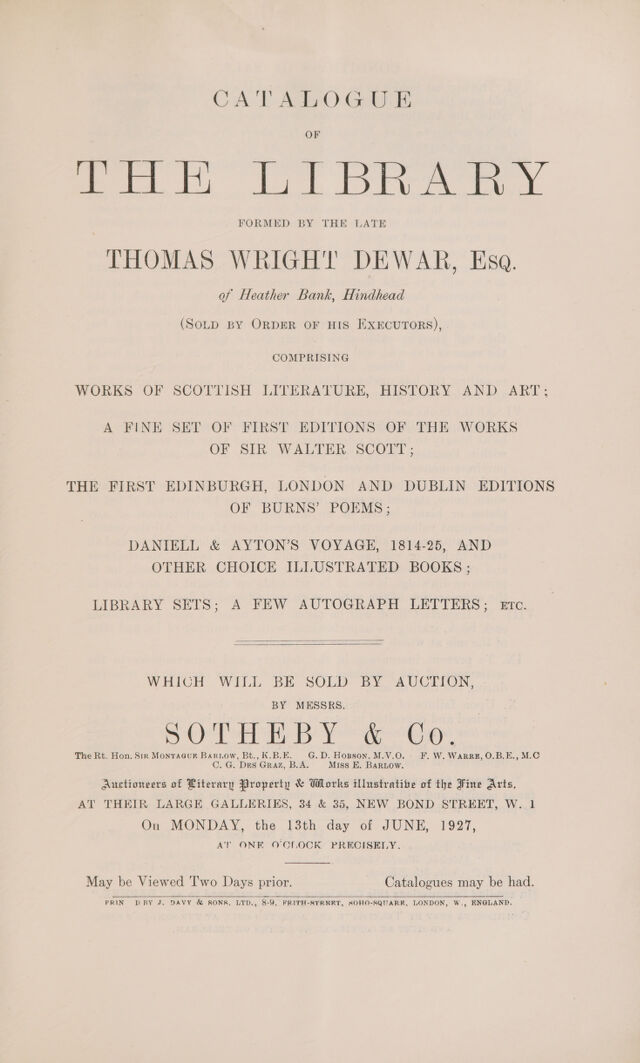 CATALOGUE
OF
THE LIBRARY
FORMED BY THE LATE
THOMAS WRIGHT DEWAR, Esq.
of Heather Bank, Hindhead
(Sold by Order of his Executors),
COMPRISING
WORKS OF SCOTTISH LITERATURE, HISTORY AND ART;
A FINE SET OF FIRST EDITIONS OF THE WORKS
OF SIR WALTER SCOTT;
THE FIRST EDINBURGH, LONDON AND DUBLIN EDITIONS
OF BURNS' POEMS;
DANIELL & AYTON'S VOYAGE, 1814-25, AND
OTHER CHOICE ILLUSTRATED BOOKS;
LIBRARY SETS; A FEW AUTOGRAPH LETTERS; ETC.
WHICH WILL BE SOLD BY AUCTION,
BY MESSRS.
SOTHEBY & Co.
The Rt. Hon. Sir Montague Barlow, Bt., K.B.E. G. D. Hobson, M.V.O. F. W. Warre, O.B.E., M.C
C. G. Des Graz, B.A. Miss E. Barlow.
Auctioneers of Literary Property & Works illustrative of the Fine Arts,
AT THEIR LARGE GALLERIES, 34 & 35, NEW BOND STREET, W. 1
On MONDAY, the 13th day of JUNE, 1927,
AT ONE O'CLOCK PRECISELY.
May be Viewed Two Days prior. Catalogues may be had.
PRIN D BY J. DAVY & SONS, LTD., 8-9, FRITH-STREET, SOHO-SQUARE, LONDON, W., ENGLAND.